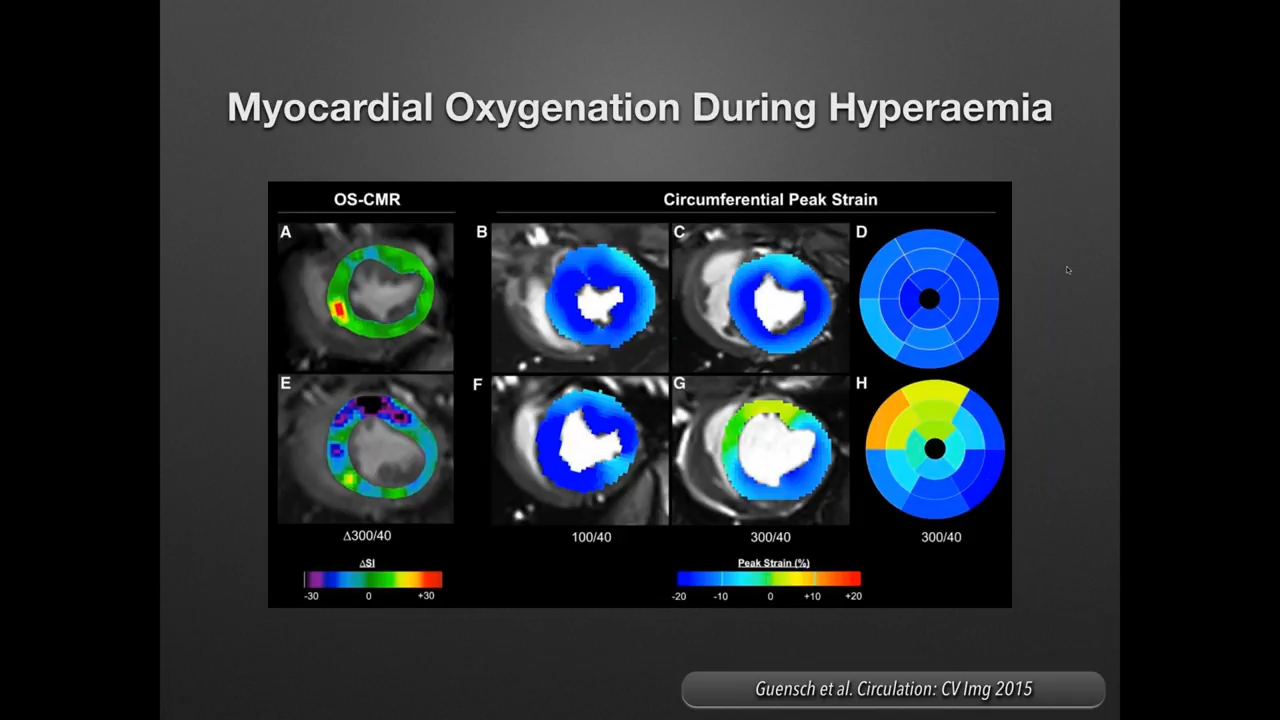 Myocardial Oxygenation During Hyperaemia
OS-CMR
Circumferential Peak Strain
A
B
C
D
E
F
G
H
Δ300/40
100/40
300/40
300/40
ΔSI
-30 0 +30
Peak Strain (%)
-20 -10 0 +10 +20
Guensch et al. Circulation: CV Img 2015